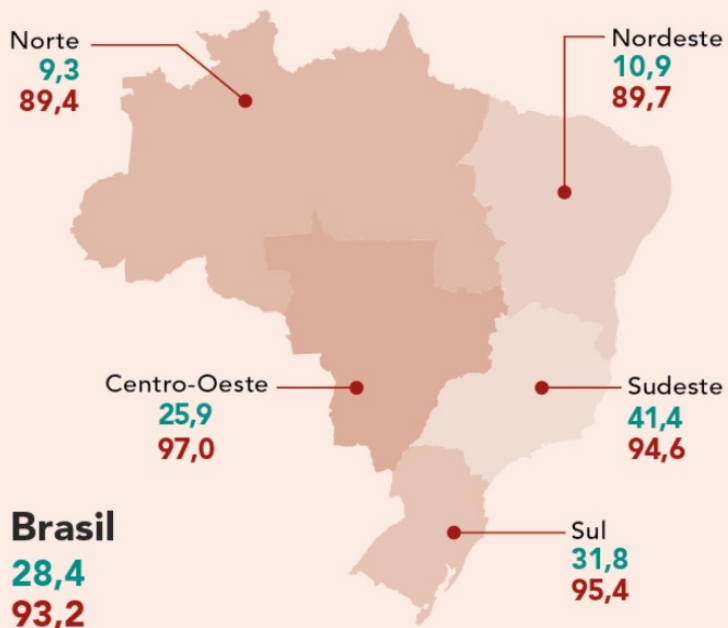 Norte
9,3
89,4
Nordeste
10,9
89,7
Centro-Oeste
25,9
97,0
Sudeste
41,4
94,6
Sul
31,8
95,4
Brasil
28,4
93,2